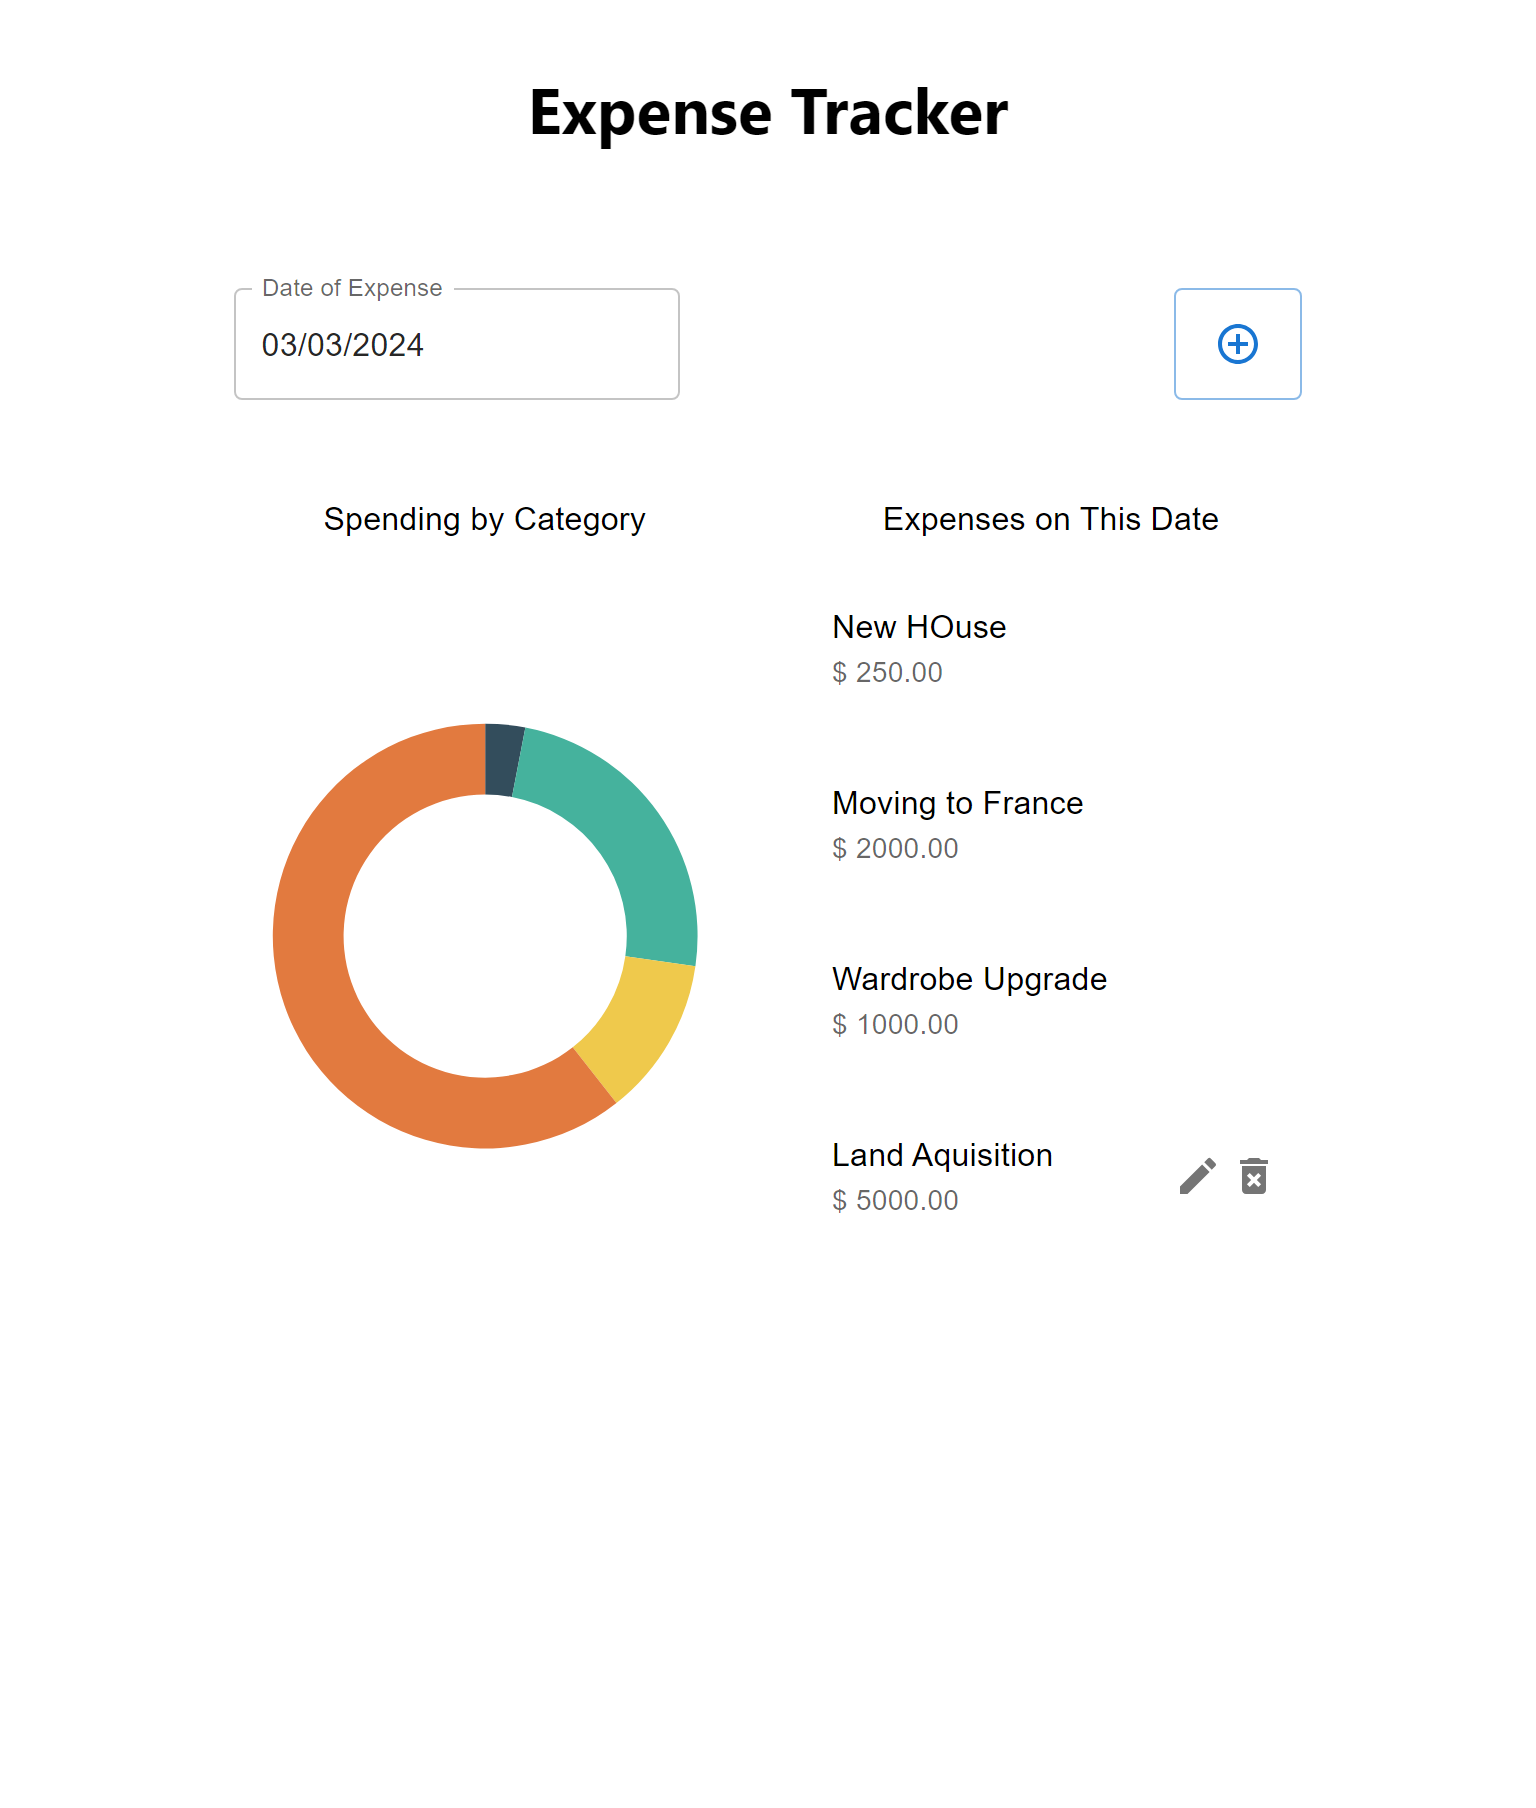 Expense Tracker
Date of Expense
03/03/2024
Spending by Category
Expenses on This Date
New HOuse
$ 250.00
Moving to France
$ 2000.00
Wardrobe Upgrade
$ 1000.00
Land Aquisition
$ 5000.00